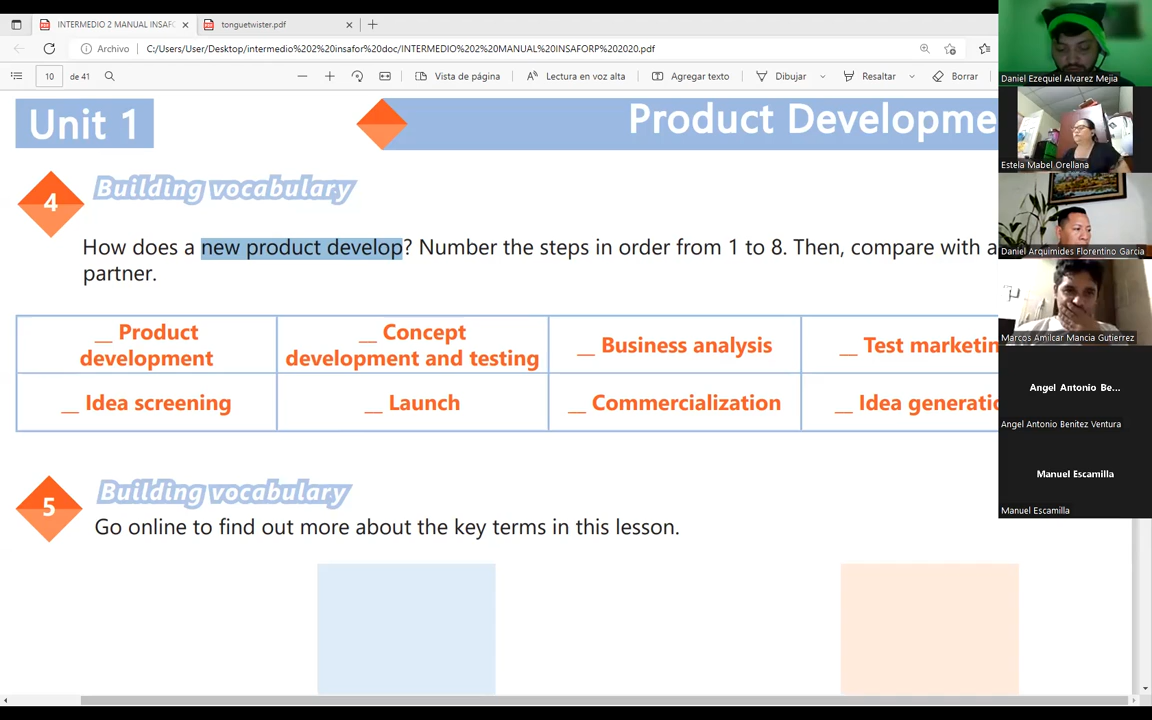 INTERMEDIO 2 MANUAL INSAF
tonguetwister.pdf
Archivo
C:/Users/User/Desktop/intermedio%202%20insafor%20doc/INTERMEDIO%202%20MANUAL%20INSAFORP%202020.pdf
10 de 41
Vista de página
Lectura en voz alta
Agregar texto
Dibujar
Resaltar
Borrar
Unit 1
Product Developme
4
Building vocabulary
How does a new product develop? Number the steps in order from 1 to 8. Then, compare with a
partner.
__ Product
development
__ Concept
development and testing
__ Business analysis
__ Test marketin
__ Idea screening
__ Launch
__ Commercialization
__ Idea generatio
5
Building vocabulary
Go online to find out more about the key terms in this lesson.
Daniel Ezequiel Alvarez Mejia
Estela Mabel Orellana
Daniel Arquimides Florentino Garcia
Marcos Amilcar Mancia Gutierrez
Angel Antonio Be...
Angel Antonio Benitez Ventura
Manuel Escamilla
Manuel Escamilla